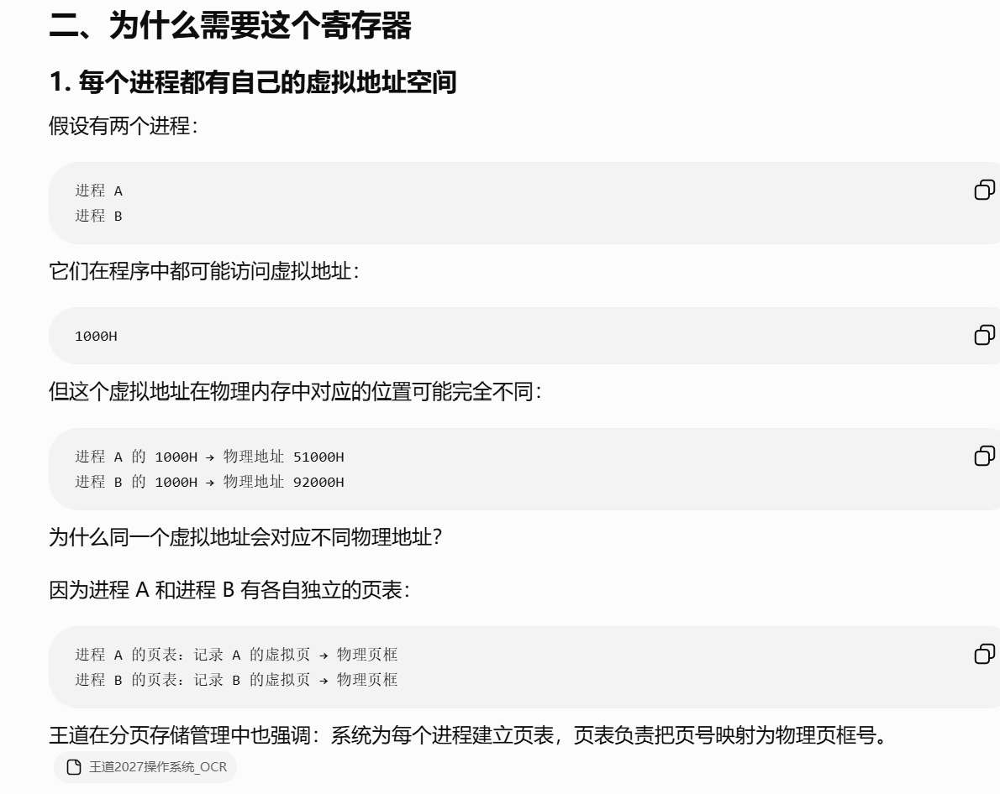 二、为什么需要这个寄存器
1. 每个进程都有自己的虚拟地址空间
假设有两个进程：
进程 A
进程 B
它们在程序中都可能访问虚拟地址：
1000H
但这个虚拟地址在物理内存中对应的位置可能完全不同：
进程 A 的 1000H → 物理地址 51000H
进程 B 的 1000H → 物理地址 92000H
为什么同一个虚拟地址会对应不同物理地址？
因为进程 A 和进程 B 有各自独立的页表：
进程 A 的页表：记录 A 的虚拟页 → 物理页框
进程 B 的页表：记录 B 的虚拟页 → 物理页框
王道在分页存储管理中也强调：系统为每个进程建立页表，页表负责把页号映射为物理页框号。
王道2027操作系统_OCR